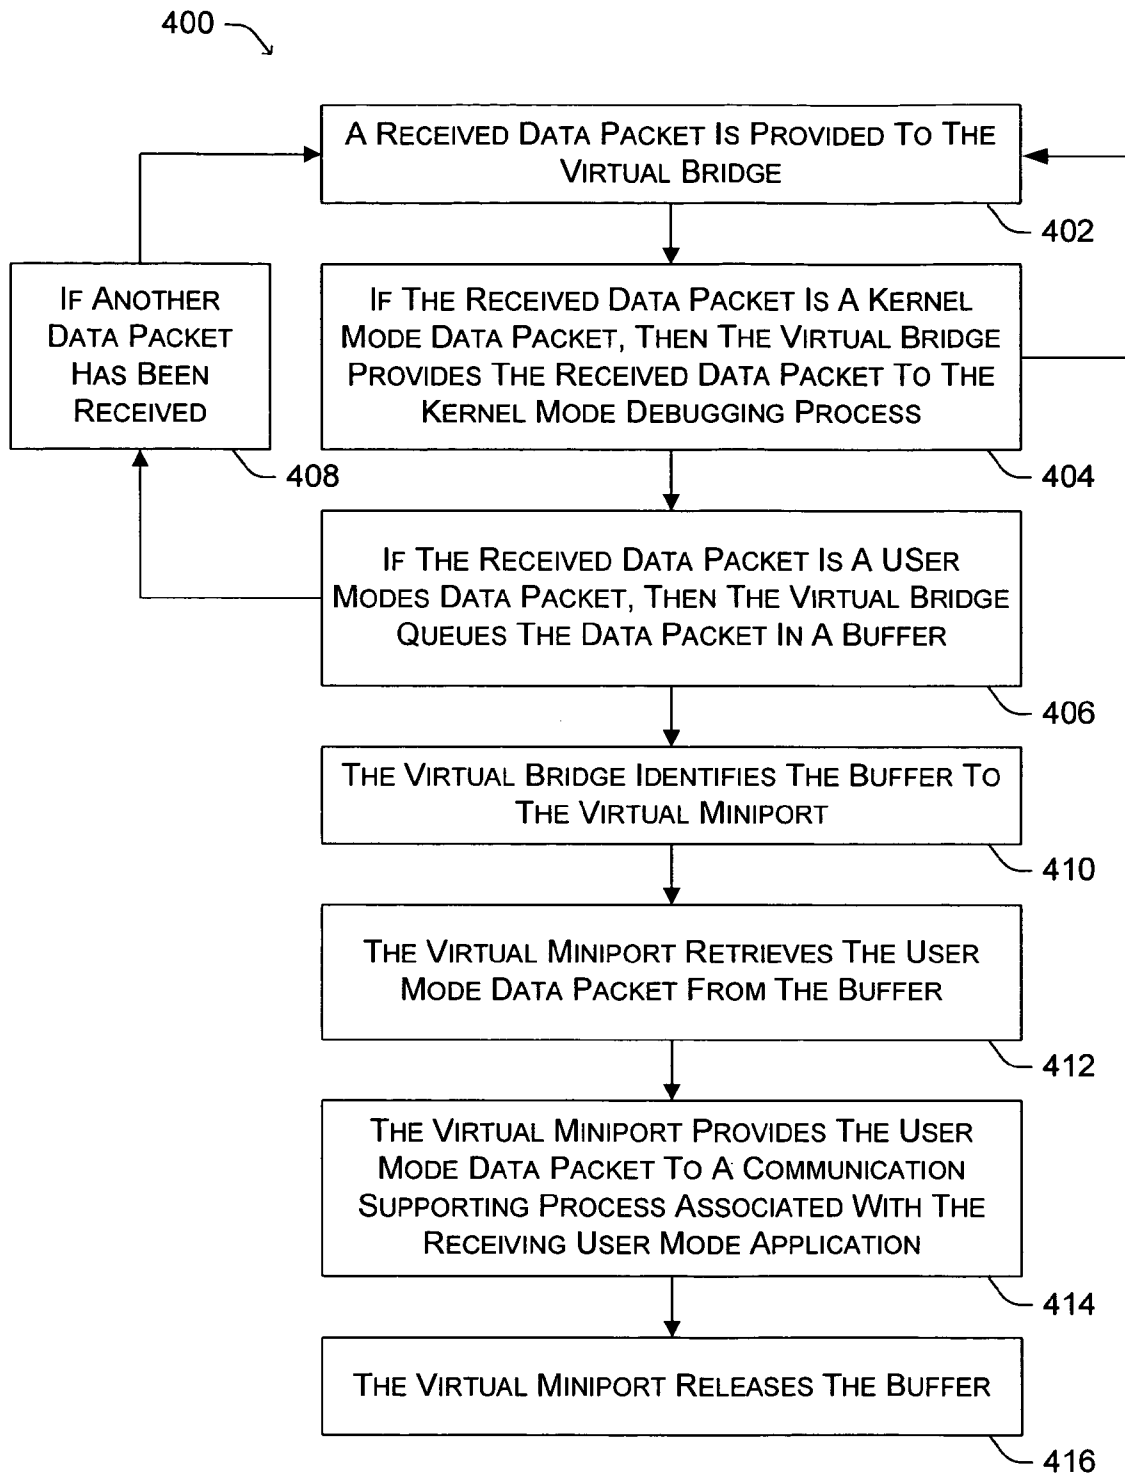 400
A RECEIVED DATA PACKET IS PROVIDED TO THE
VIRTUAL BRIDGE
402
IF THE RECEIVED DATA PACKET IS A KERNEL
MODE DATA PACKET, THEN THE VIRTUAL BRIDGE
PROVIDES THE RECEIVED DATA PACKET TO THE
KERNEL MODE DEBUGGING PROCESS
404
IF ANOTHER
DATA PACKET
HAS BEEN
RECEIVED
408
IF THE RECEIVED DATA PACKET IS A USER
MODES DATA PACKET, THEN THE VIRTUAL BRIDGE
QUEUES THE DATA PACKET IN A BUFFER
406
THE VIRTUAL BRIDGE IDENTIFIES THE BUFFER TO
THE VIRTUAL MINIPORT
410
THE VIRTUAL MINIPORT RETRIEVES THE USER
MODE DATA PACKET FROM THE BUFFER
412
THE VIRTUAL MINIPORT PROVIDES THE USER
MODE DATA PACKET TO A COMMUNICATION
SUPPORTING PROCESS ASSOCIATED WITH THE
RECEIVING USER MODE APPLICATION
414
THE VIRTUAL MINIPORT RELEASES THE BUFFER
416